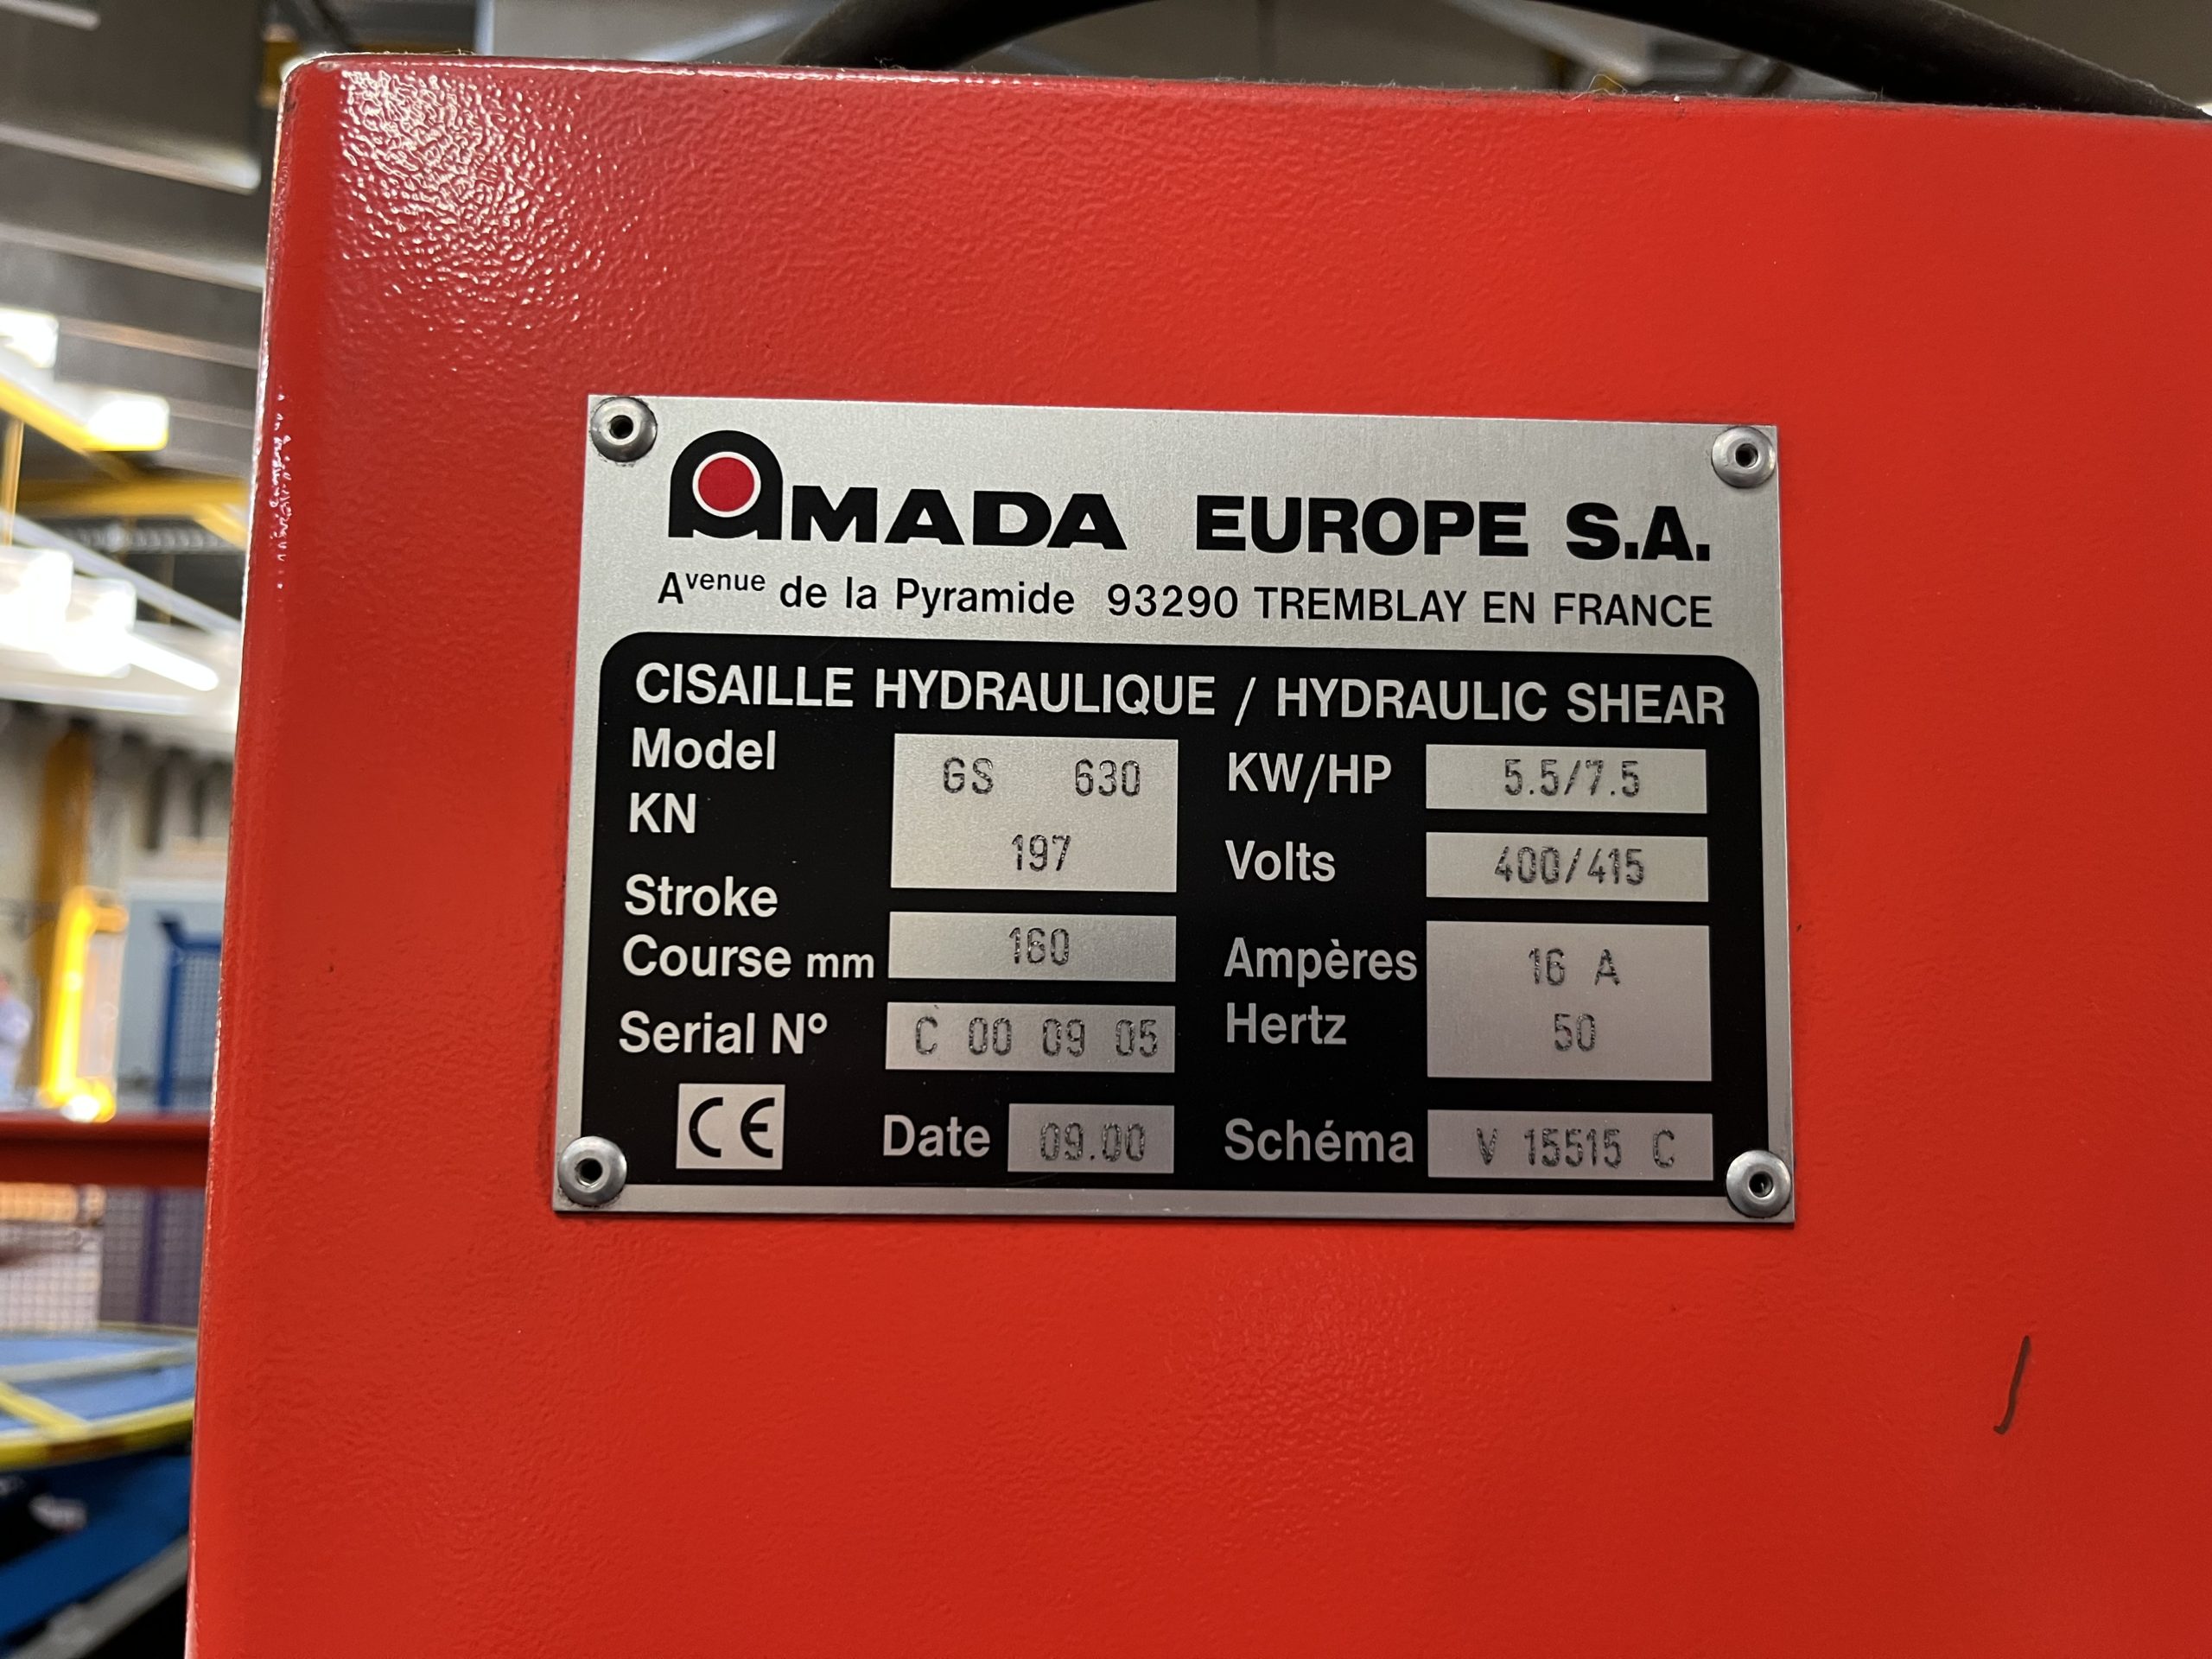 AMADA EUROPE S.A.
Avenue de la Pyramide 93290 TREMBLAY EN FRANCE
CISAILLE HYDRAULIQUE / HYDRAULIC SHEAR
Model GS 630
KN 197
Stroke
Course mm 160
Serial N° C 00 09 05
CE Date 09.00
KW/HP 5.5/7.5
Volts 400/415
Ampères 16 A
Hertz 50
Schéma V 15515 C